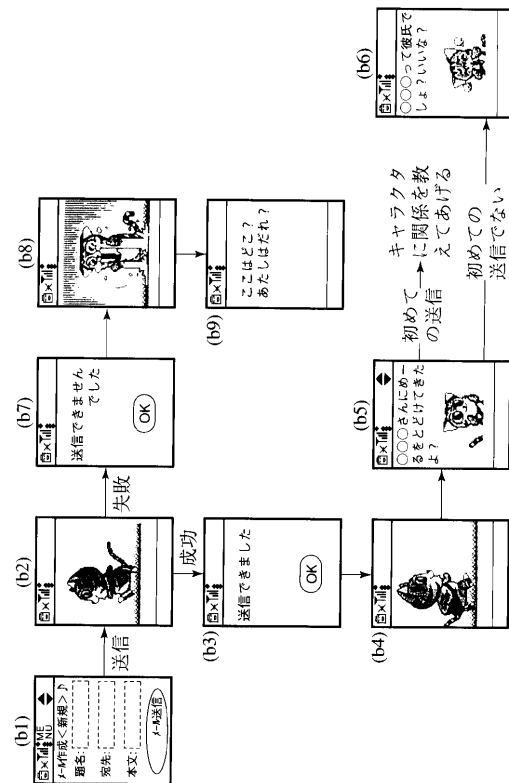 (b1)
ME
NU
メール作成<新規>♪
題名:
宛先:
本文:
メール送信
送信
(b2)
失敗
成功
(b3)
送信できました
OK
(b4)
(b5)
○○○さんにめー
るをとどけてきた
よ?
初めて
の送信
キャラクタ
に関係を教
えてあげる
初めての
送信でない
(b6)
○○○って彼氏で
しょ?いいな?
(b7)
送信できません
でした
OK
(b8)
(b9)
ここはどこ?
あたしはだれ?